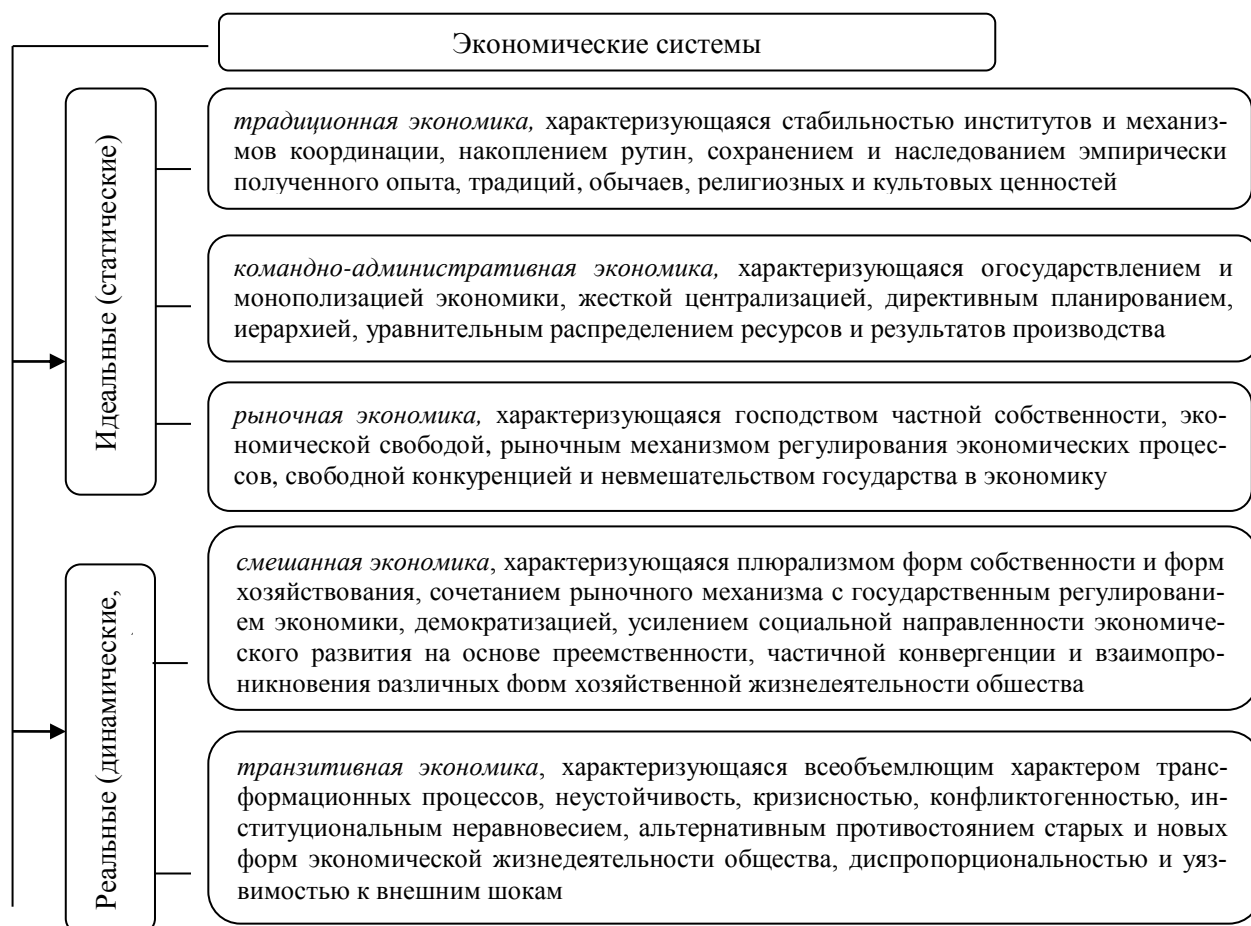 Экономические системы
Идеальные (статические)
традиционная экономика, характеризующаяся стабильностью институтов и механиз-
мов координации, накоплением рутин, сохранением и наследованием эмпирически
полученного опыта, традиций, обычаев, религиозных и культовых ценностей
командно-административная экономика, характеризующаяся огосударствлением и
монополизацией экономики, жесткой централизацией, директивным планированием,
иерархией, уравнительным распределением ресурсов и результатов производства
рыночная экономика, характеризующаяся господством частной собственности, эко-
номической свободой, рыночным механизмом регулирования экономических процес-
сов, свободной конкуренцией и невмешательством государства в экономику
Реальные (динамические,
смешанная экономика, характеризующаяся плюрализмом форм собственности и форм
хозяйствования, сочетанием рыночного механизма с государственным регулировани-
ем экономики, демократизацией, усилением социальной направленности экономиче-
ского развития на основе преемственности, частичной конвергенции и взаимопро-
никновения различных форм хозяйственной жизнедеятельности общества
транзитивная экономика, характеризующаяся всеобъемлющим характером транс-
формационных процессов, неустойчивость, кризисностью, конфликтогенностью, ин-
ституциональным неравновесием, альтернативным противостоянием старых и новых
форм экономической жизнедеятельности общества, диспропорциональностью и уяз-
вимостью к внешним шокам